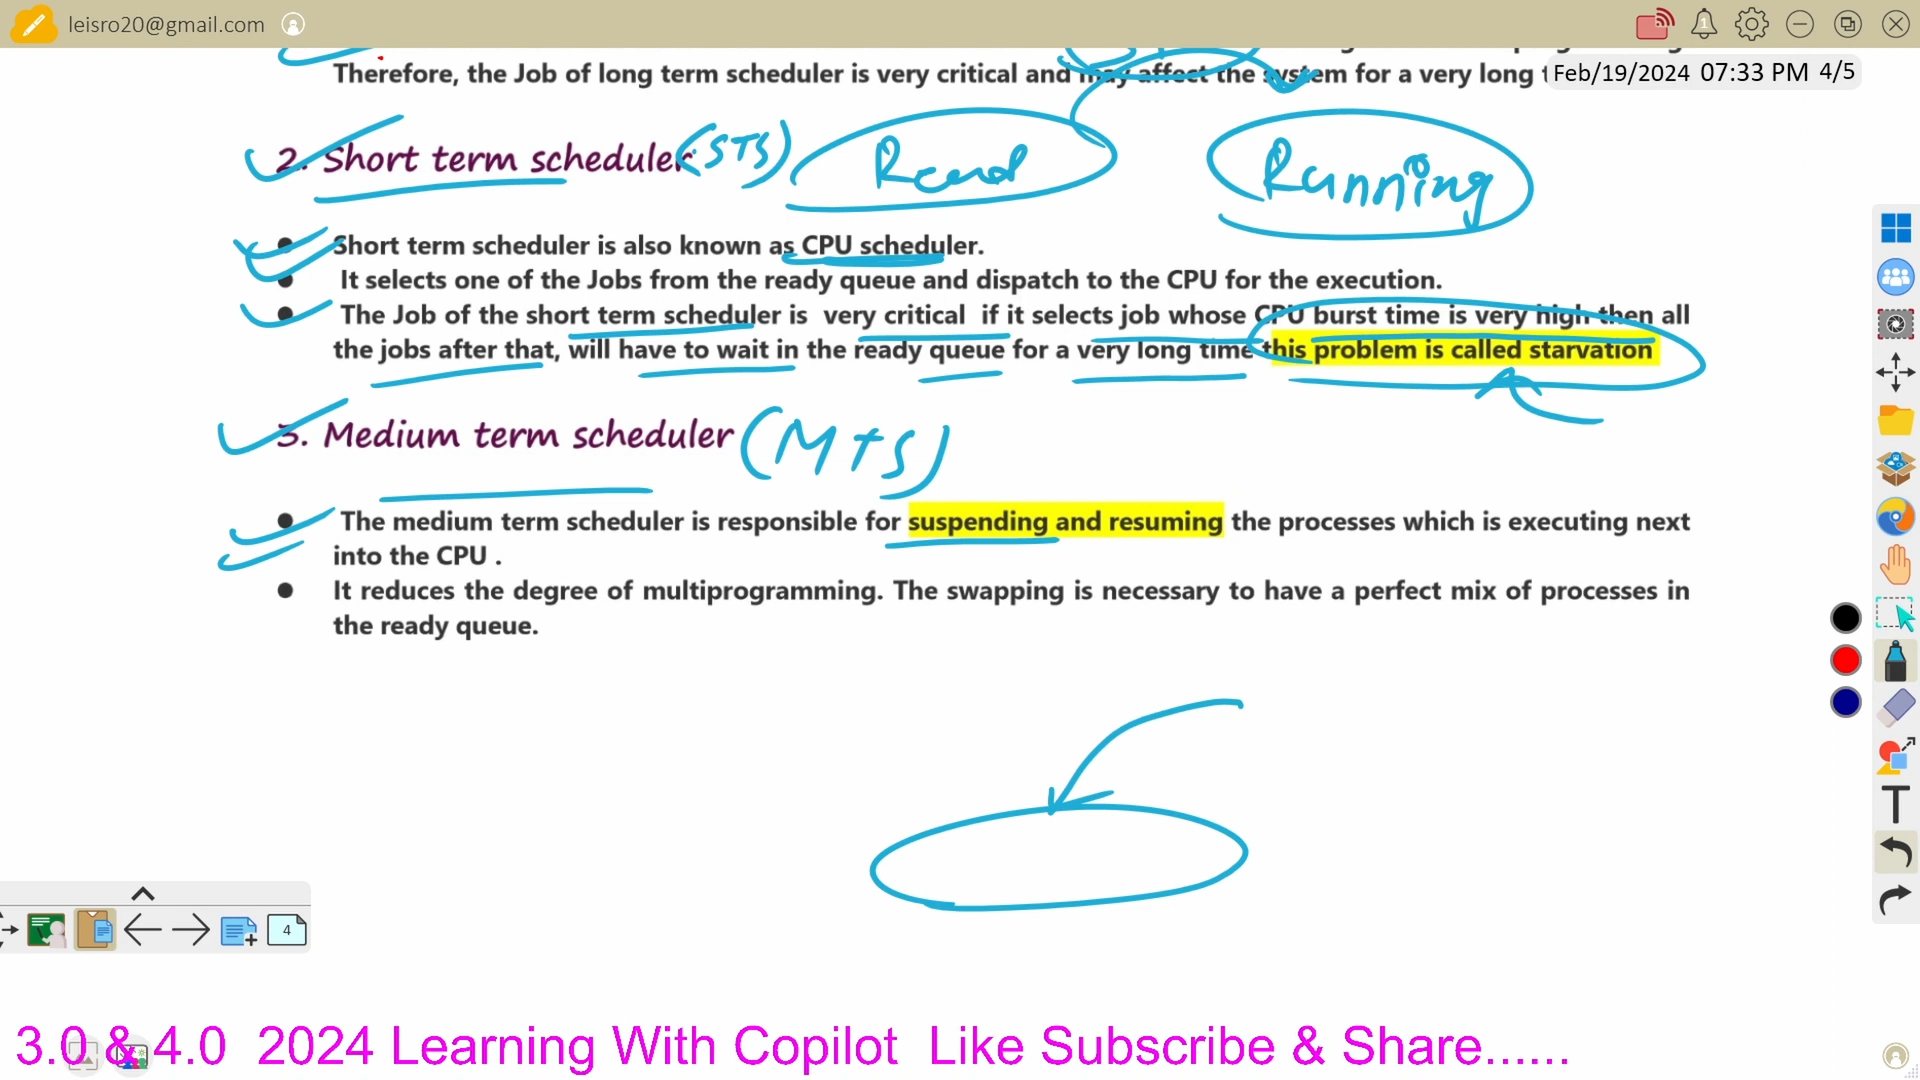 leisro20@gmail.com
Therefore, the Job of long term scheduler is very critical and may affect the system for a very long t
Feb/19/2024 07:33 PM 4/5
2. Short term scheduler (STS)
Read
Running
Short term scheduler is also known as CPU scheduler.
It selects one of the Jobs from the ready queue and dispatch to the CPU for the execution.
The Job of the short term scheduler is very critical if it selects job whose CPU burst time is very high then all
the jobs after that, will have to wait in the ready queue for a very long time this problem is called starvation
3. Medium term scheduler (MTS)
The medium term scheduler is responsible for suspending and resuming the processes which is executing next
into the CPU .
It reduces the degree of multiprogramming. The swapping is necessary to have a perfect mix of processes in
the ready queue.
4
3.0 & 4.0 2024 Learning With Copilot Like Subscribe & Share......